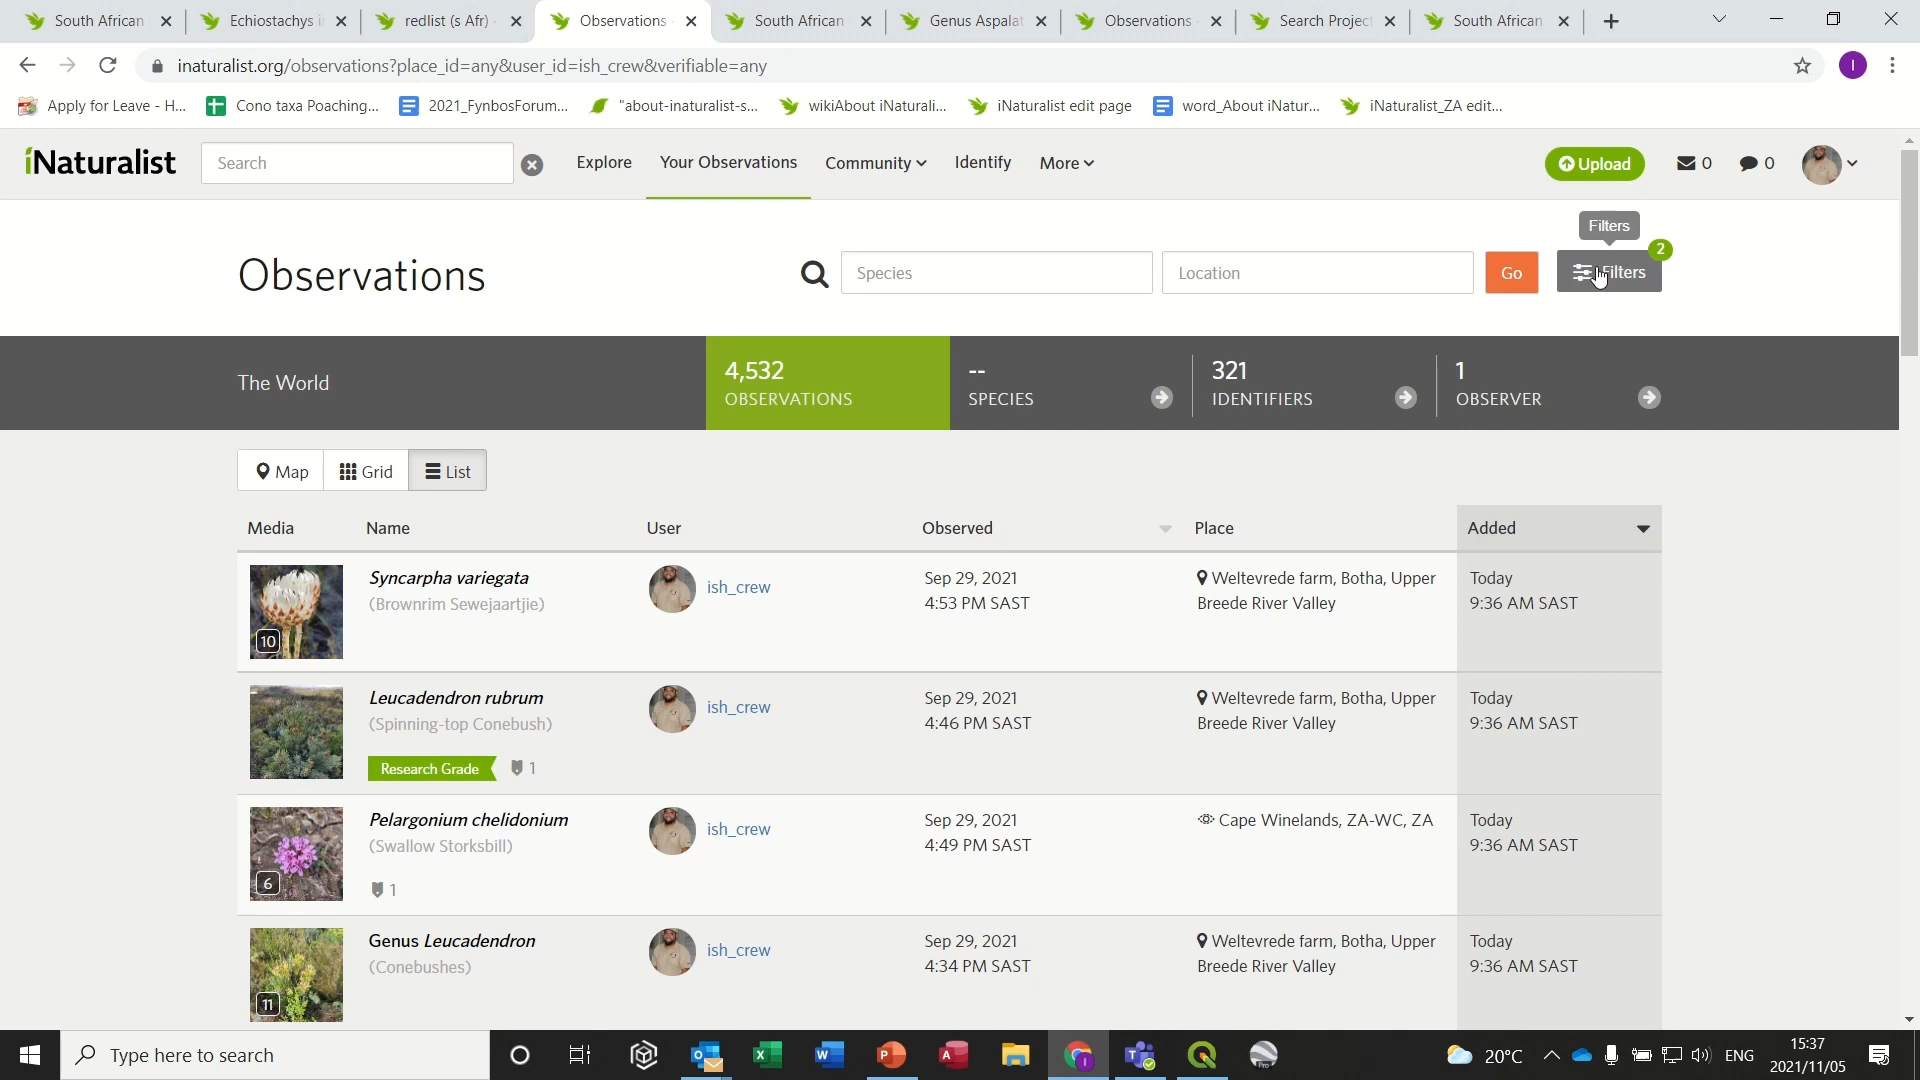 South African
Echiostachys i
redlist (s Afr)
Observations
South African
Genus Aspalat
Observations
Search Project
South African
inaturalist.org/observations?place_id=any&user_id=ish_crew&verifiable=any
I
Apply for Leave - H...
Cono taxa Poaching...
2021_FynbosForum...
"about-inaturalist-s...
wikiAbout iNaturali...
iNaturalist edit page
word_About iNatur...
iNaturalist_ZA edit...
iNaturalist
Search
Explore
Your Observations
Community
Identify
More
Upload
0
0
Filters
2
Observations
Species
Location
Go
Filters
The World
4,532
OBSERVATIONS
--
SPECIES
321
IDENTIFIERS
1
OBSERVER
Map
Grid
List
Media
Name
User
Observed
Place
Added
10
Syncarpha variegata
(Brownrim Sewejaartjie)
ish_crew
Sep 29, 2021
4:53 PM SAST
Weltevrede farm, Botha, Upper
Breede River Valley
Today
9:36 AM SAST
Leucadendron rubrum
(Spinning-top Conebush)
Research Grade
1
ish_crew
Sep 29, 2021
4:46 PM SAST
Weltevrede farm, Botha, Upper
Breede River Valley
Today
9:36 AM SAST
6
Pelargonium chelidonium
(Swallow Storksbill)
1
ish_crew
Sep 29, 2021
4:49 PM SAST
Cape Winelands, ZA-WC, ZA
Today
9:36 AM SAST
11
Genus Leucadendron
(Conebushes)
ish_crew
Sep 29, 2021
4:34 PM SAST
Weltevrede farm, Botha, Upper
Breede River Valley
Today
9:36 AM SAST
Type here to search
20°C
ENG
15:37
2021/11/05